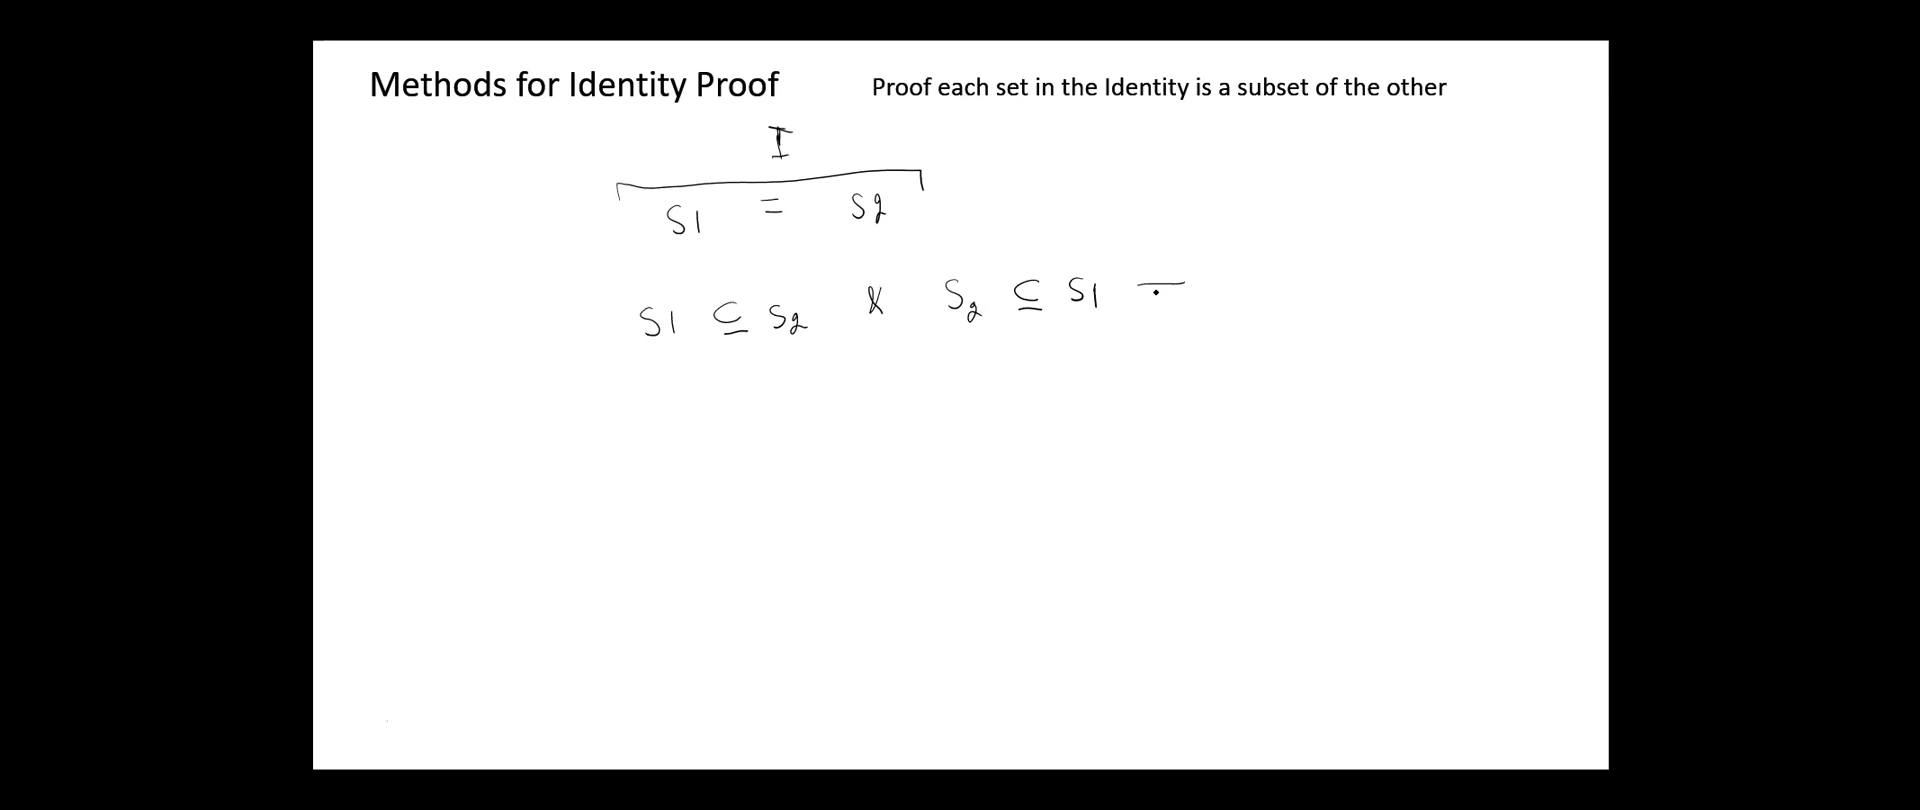 Methods for Identity Proof Proof each set in the Identity is a subset of the other
I
S1 = S2
S1 ⊆ S2 & S2 ⊆ S1